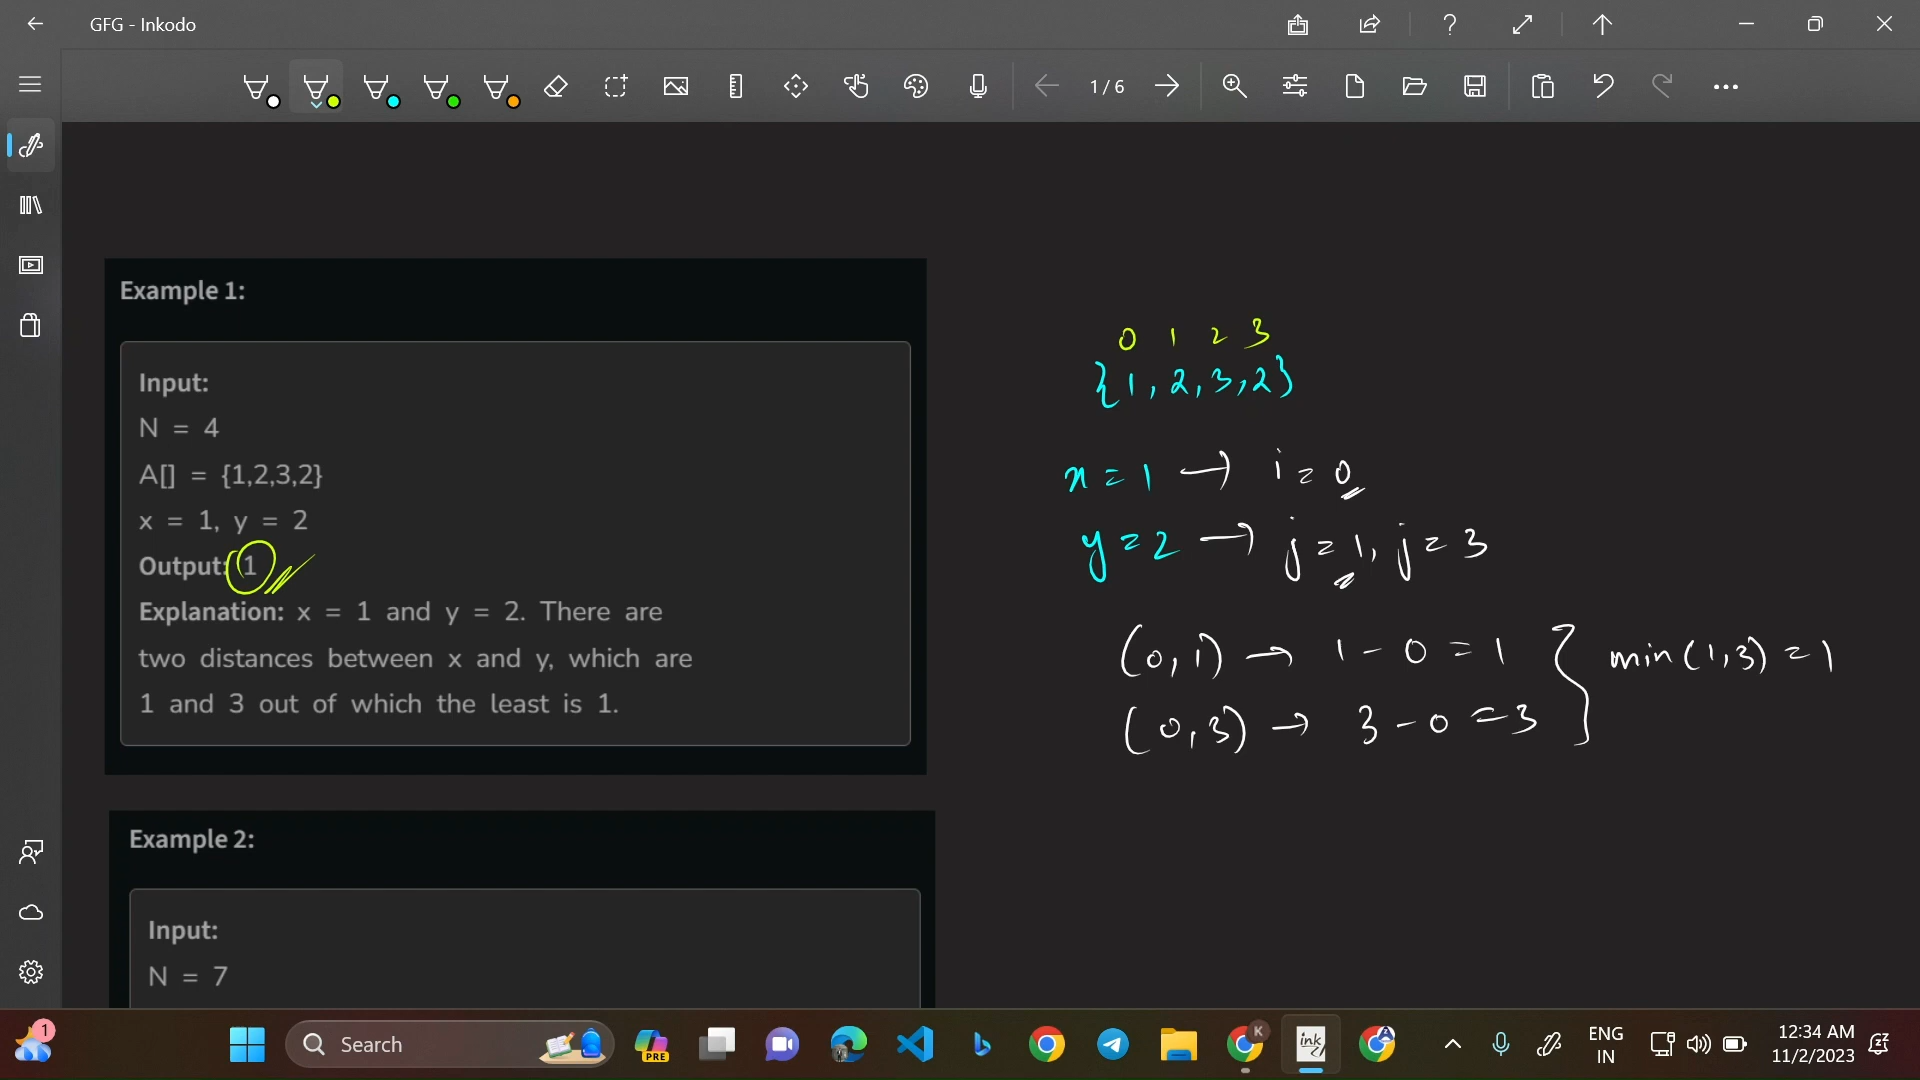 GFG - Inkodo
1 / 6
Example 1:
Input:
N = 4
A[] = {1,2,3,2}
x = 1, y = 2
Output: 1
Explanation: x = 1 and y = 2. There are
two distances between x and y, which are
1 and 3 out of which the least is 1.
Example 2:
Input:
N = 7
0 1 2 3
{1, 2, 3, 2}
x = 1 → i = 0
y = 2 → j = 1, j = 3
(0, 1) → 1 - 0 = 1
(0, 3) → 3 - 0 = 3
min(1,3) = 1
1
Search
PRE
K
ink
ENG
IN
12:34 AM
11/2/2023